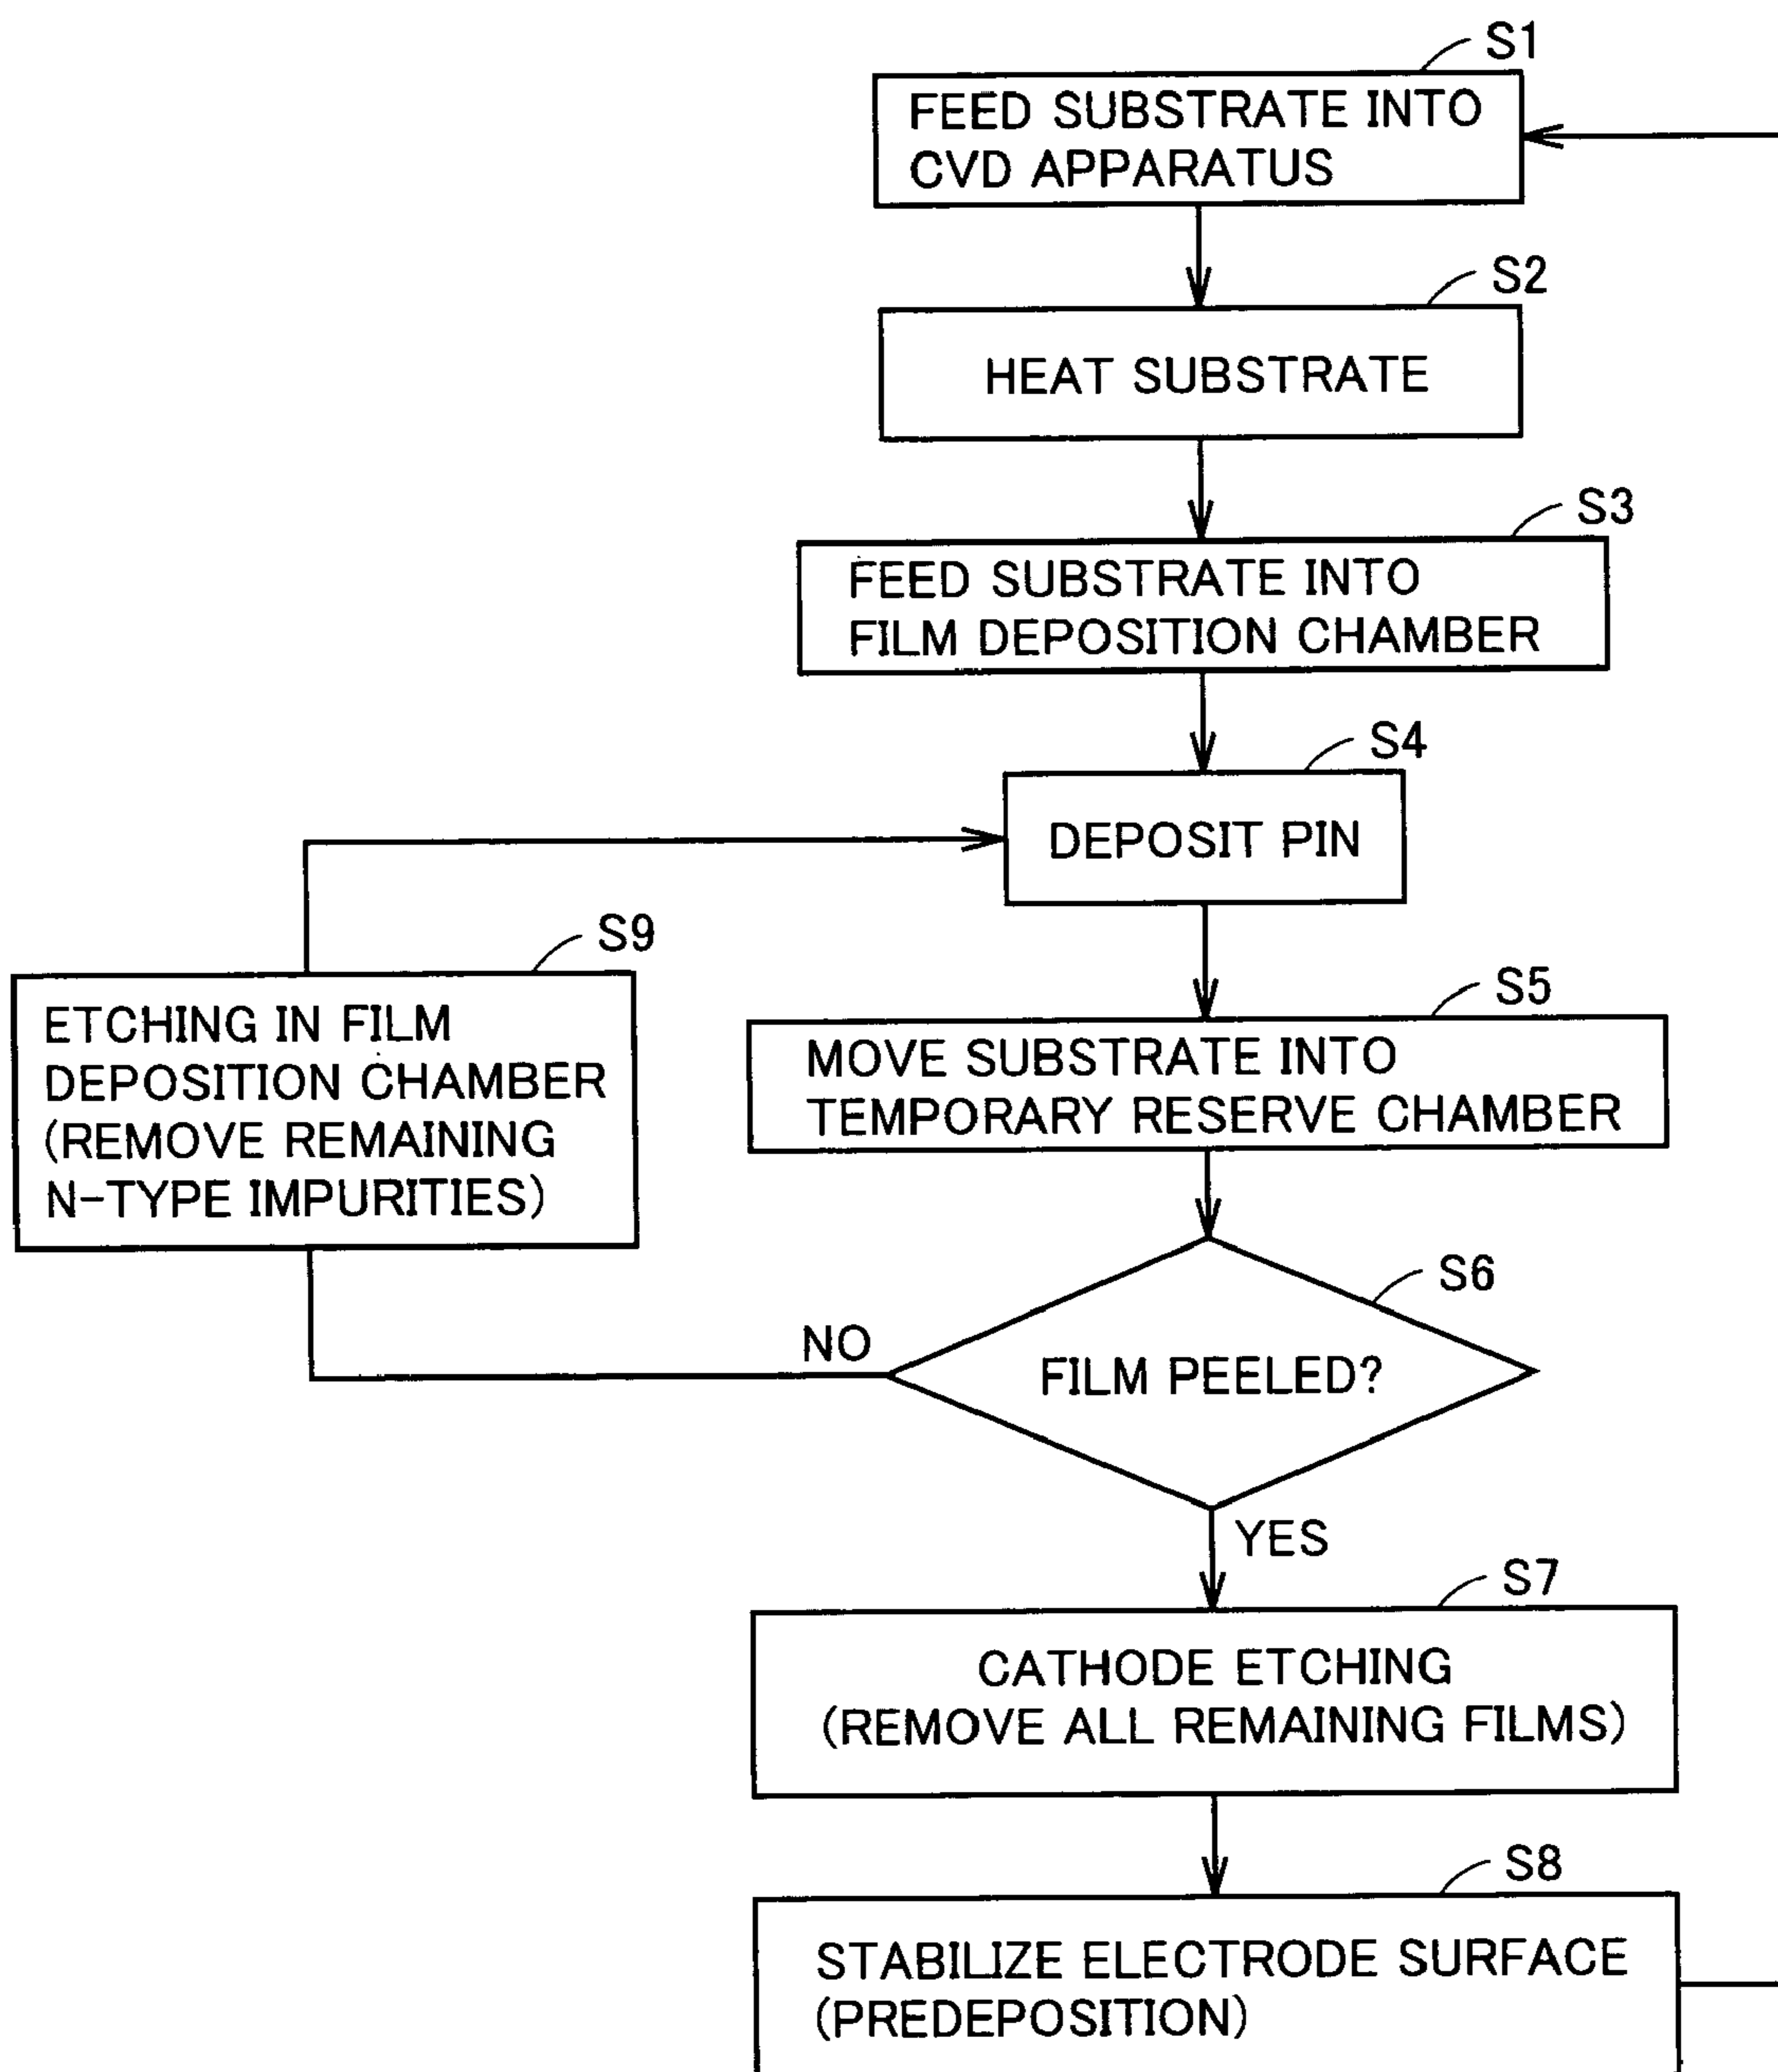 S1
FEED SUBSTRATE INTO
CVD APPARATUS
S2
HEAT SUBSTRATE
S3
FEED SUBSTRATE INTO
FILM DEPOSITION CHAMBER
S4
DEPOSIT PIN
S9
ETCHING IN FILM
DEPOSITION CHAMBER
(REMOVE REMAINING
N-TYPE IMPURITIES)
S5
MOVE SUBSTRATE INTO
TEMPORARY RESERVE CHAMBER
S6
NO
FILM PEELED?
YES
S7
CATHODE ETCHING
(REMOVE ALL REMAINING FILMS)
S8
STABILIZE ELECTRODE SURFACE
(PREDEPOSITION)